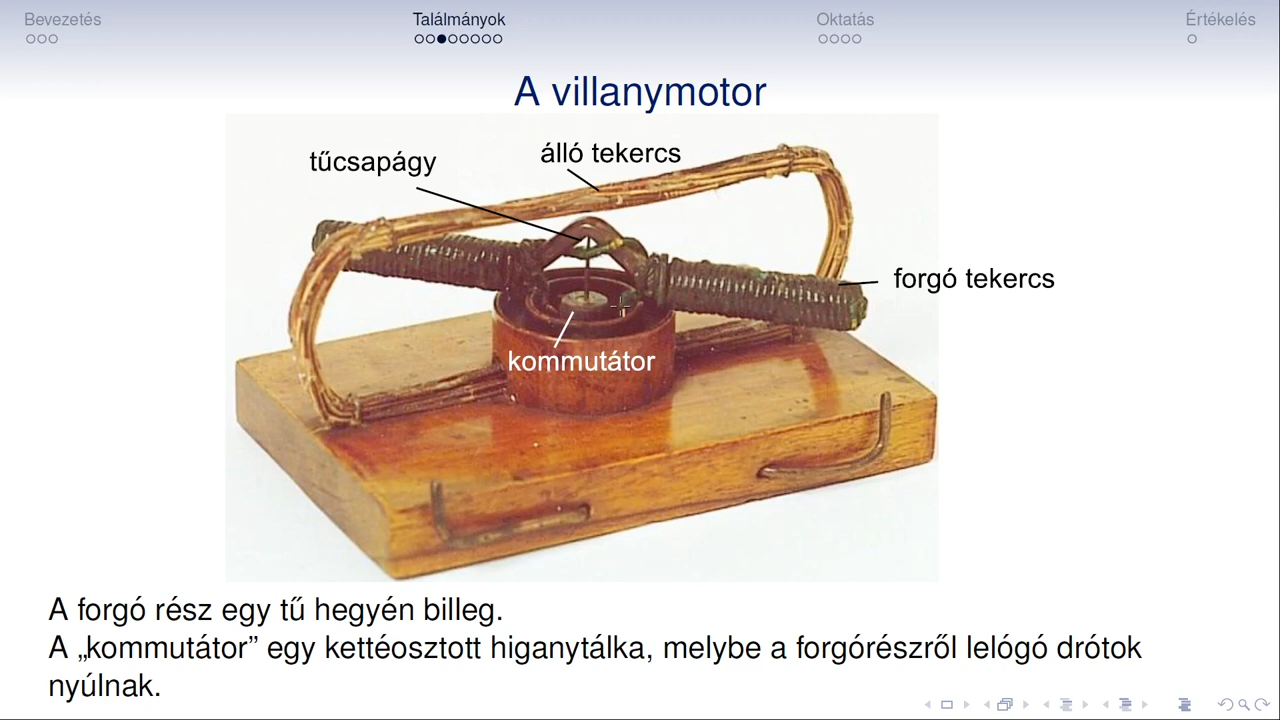 Bevezetés
Találmányok
Oktatás
Értékelés
A villanymotor
tűcsapágy
álló tekercs
forgó tekercs
kommutátor
A forgó rész egy tű hegyén billeg.
A „kommutátor” egy kettéosztott higanytálka, melybe a forgórészről lelógó drótok
nyúlnak.